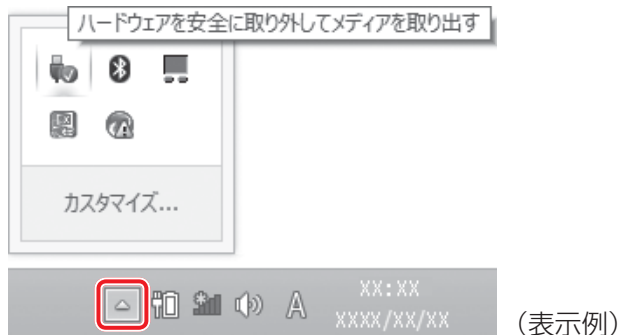 ハードウェアを安全に取り外してメディアを取り出す
カスタマイズ...
A
XX:XX
XXXX/XX/XX
（表示例）